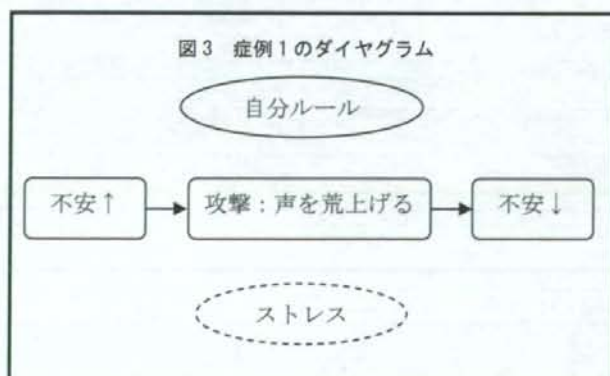 図3 症例1のダイヤグラム
自分ルール
不安↑
攻撃：声を荒上げる
不安↓
ストレス